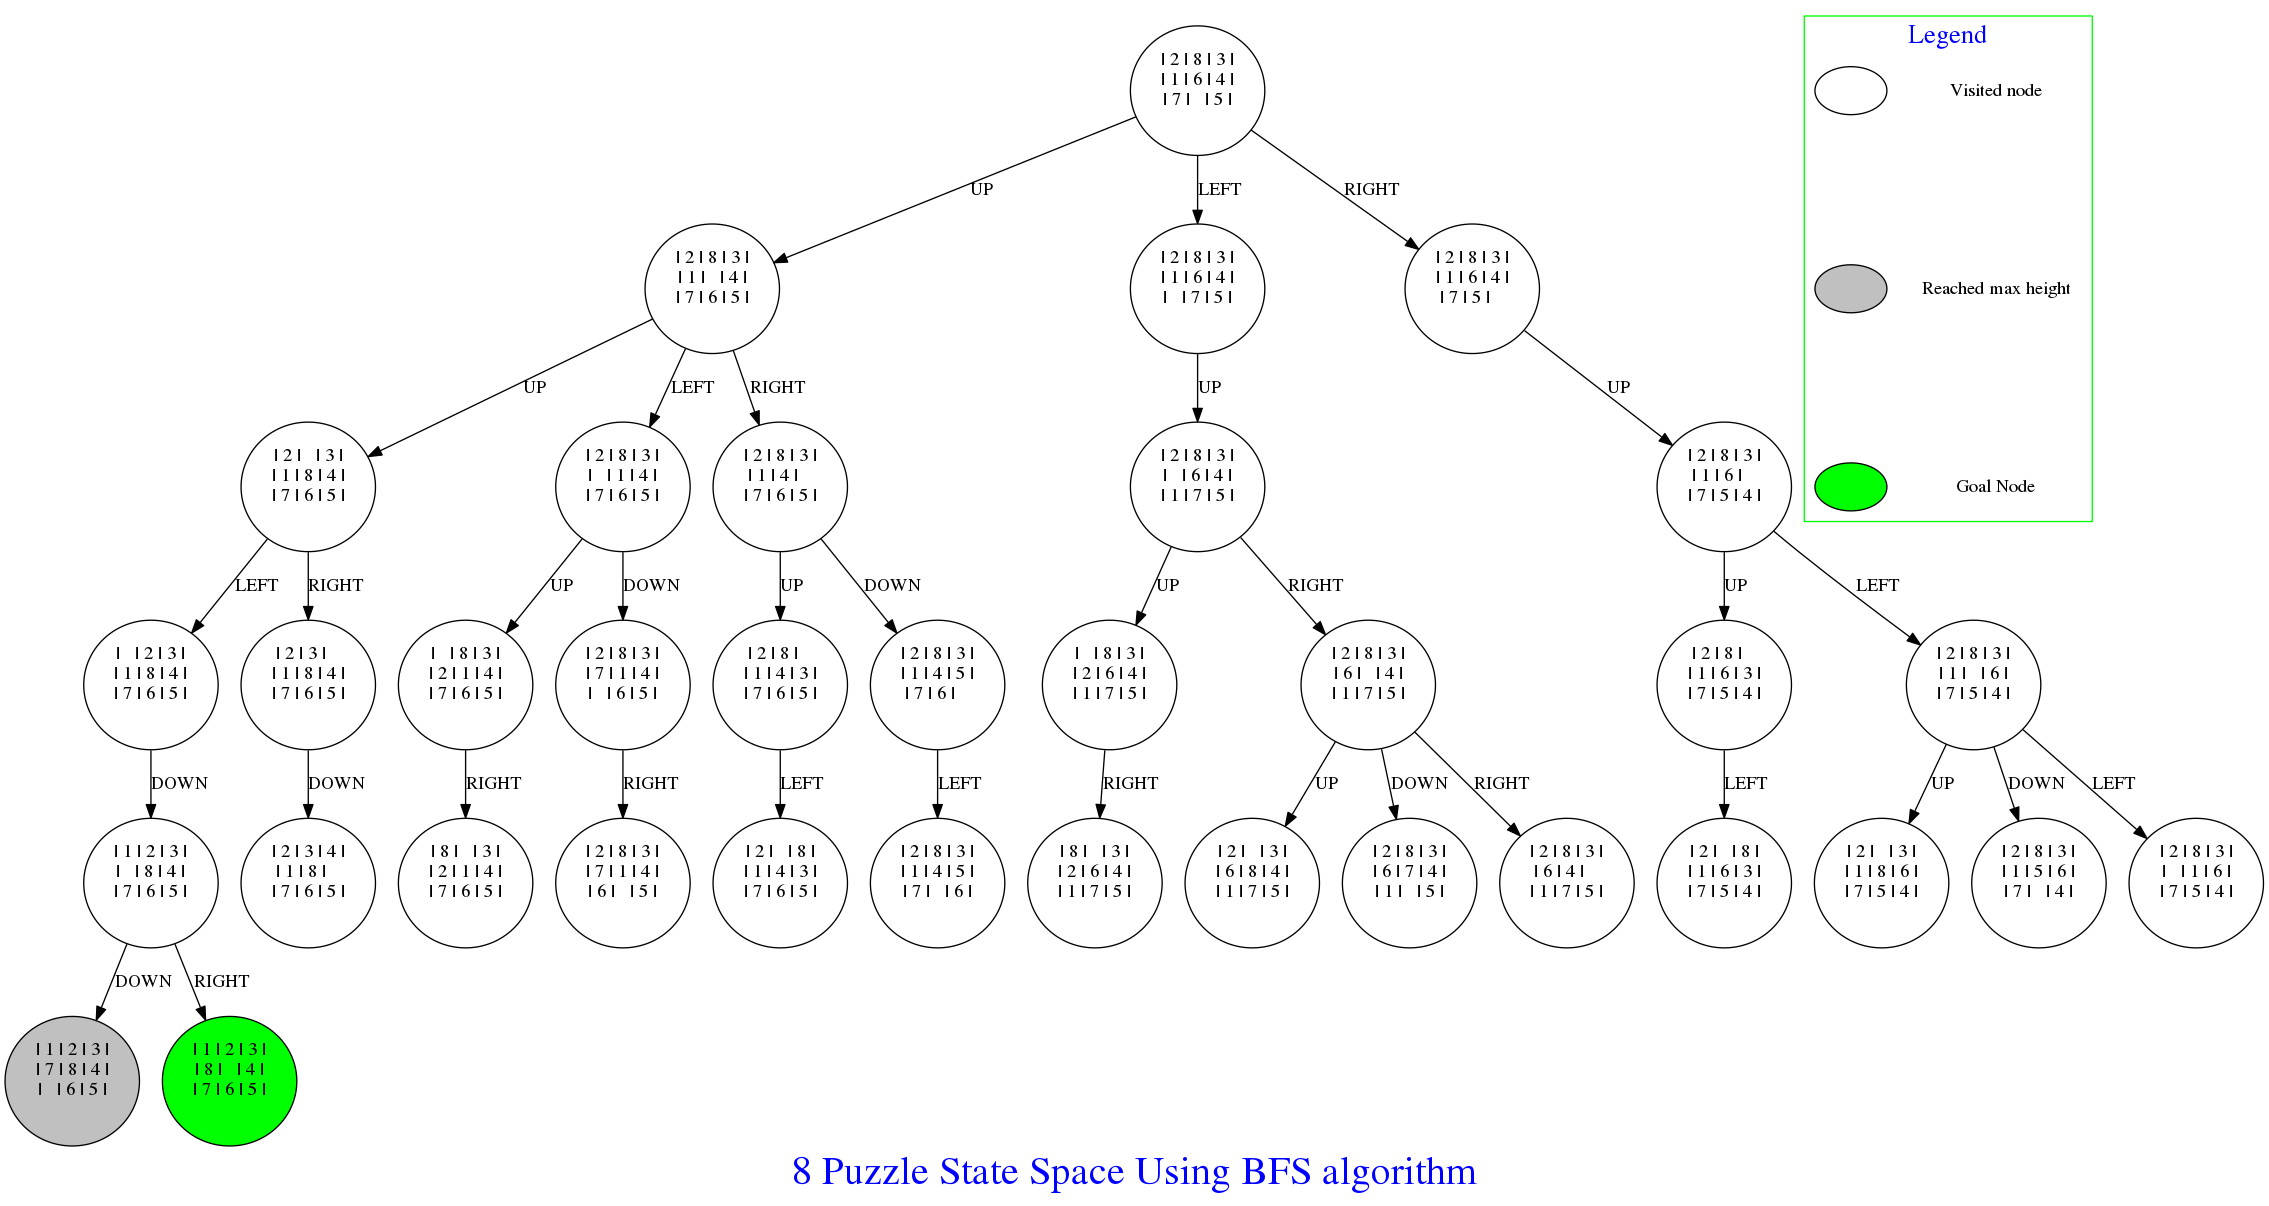 |2|8|3|
|1|6|4|
|7| |5|
Legend
Visited node
UP
LEFT
RIGHT
|2|8|3|
|1| |4|
|7|6|5|
|2|8|3|
|1|6|4|
| |7|5|
|2|8|3|
|1|6|4|
|7|5|
Reached max height
UP
LEFT
RIGHT
UP
UP
|2| |3|
|1|8|4|
|7|6|5|
|2|8|3|
| |1|4|
|7|6|5|
|2|8|3|
|1|4|
|7|6|5|
|2|8|3|
| |6|4|
|1|7|5|
|2|8|3|
|1|6|
|7|5|4|
Goal Node
LEFT
RIGHT
UP
DOWN
UP
DOWN
UP
RIGHT
UP
LEFT
| |2|3|
|1|8|4|
|7|6|5|
|2|3|
|1|8|4|
|7|6|5|
| |8|3|
|2|1|4|
|7|6|5|
|2|8|3|
|7|1|4|
| |6|5|
|2|8|
|1|4|3|
|7|6|5|
|2|8|3|
|1|4|5|
|7|6|
| |8|3|
|2|6|4|
|1|7|5|
|2|8|3|
|6| |4|
|1|7|5|
|2|8|
|1|6|3|
|7|5|4|
|2|8|3|
|1| |6|
|7|5|4|
DOWN
DOWN
RIGHT
RIGHT
LEFT
LEFT
RIGHT
UP
DOWN
RIGHT
LEFT
UP
DOWN
LEFT
|1|2|3|
| |8|4|
|7|6|5|
|2|3|4|
|1|8|
|7|6|5|
|8| |3|
|2|1|4|
|7|6|5|
|2|8|3|
|7|1|4|
|6| |5|
|2| |8|
|1|4|3|
|7|6|5|
|2|8|3|
|1|4|5|
|7| |6|
|8| |3|
|2|6|4|
|1|7|5|
|2| |3|
|6|8|4|
|1|7|5|
|2|8|3|
|6|7|4|
|1| |5|
|2|8|3|
|6|4|
|1|7|5|
|2| |8|
|1|6|3|
|7|5|4|
|2| |3|
|1|8|6|
|7|5|4|
|2|8|3|
|1|5|6|
|7| |4|
|2|8|3|
| |1|6|
|7|5|4|
DOWN
RIGHT
|1|2|3|
|7|8|4|
| |6|5|
|1|2|3|
|8| |4|
|7|6|5|
8 Puzzle State Space Using BFS algorithm